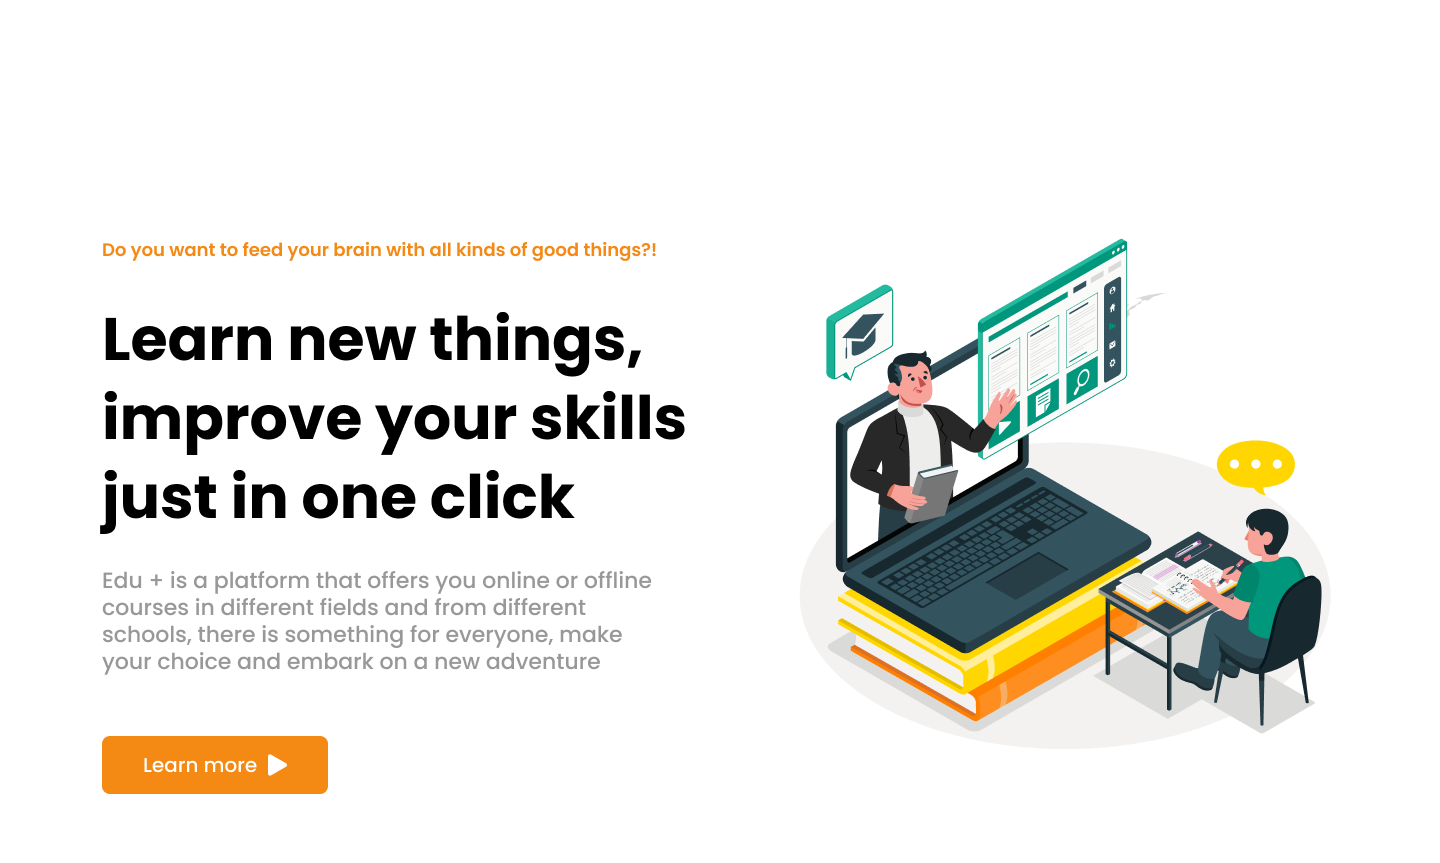 Do you want to feed your brain with all kinds of good things?!
Learn new things,
improve your skills
just in one click
Edu + is a platform that offers you online or offline
courses in different fields and from different
schools, there is something for everyone, make
your choice and embark on a new adventure
Learn more